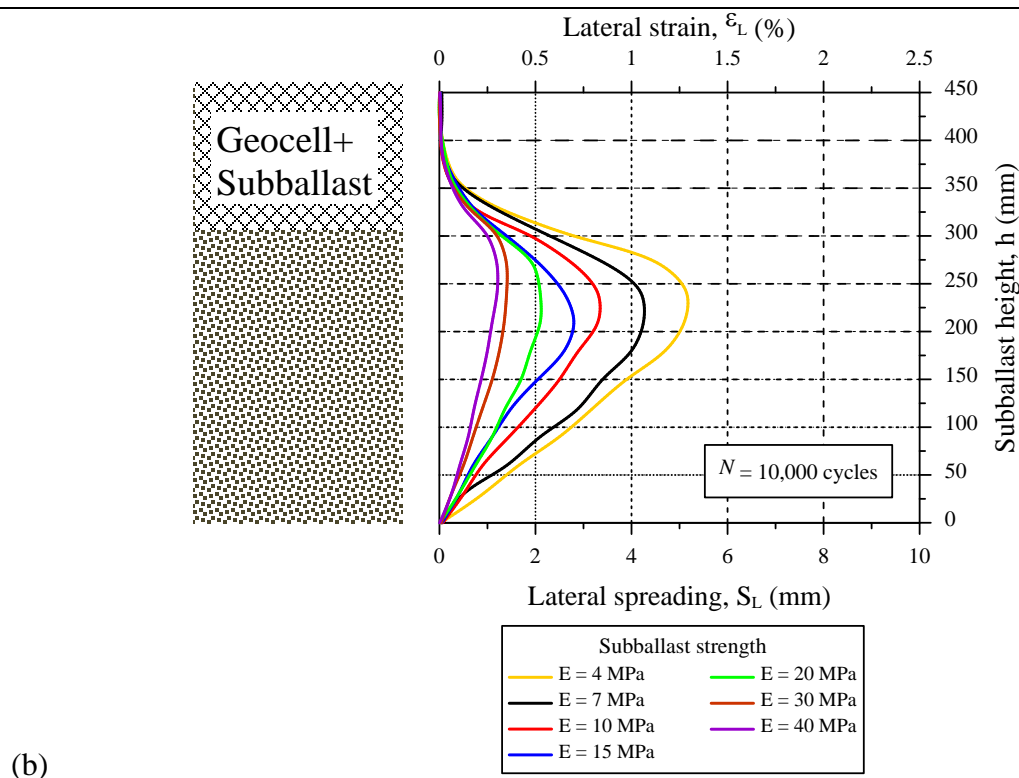 Lateral strain, εL (%)
0 0.5 1 1.5 2 2.5
Geocell+
Subballast
450
400
350
300
250
200
150
100
50
0
Subballast height, h (mm)
N = 10,000 cycles
0 2 4 6 8 10
Lateral spreading, SL (mm)
Subballast strength
E = 4 MPa E = 20 MPa
E = 7 MPa E = 30 MPa
E = 10 MPa E = 40 MPa
E = 15 MPa
(b)